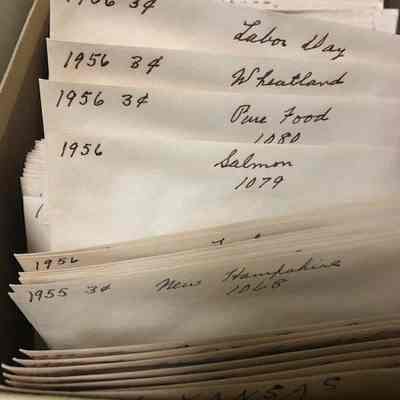 1956 3¢
Labor Day
1956 3¢ Wheatland
1956 3¢ Pure Food
1080
1956 Salmon
1079
1956
1955 3¢ New Hampshire
1068
KANSAS